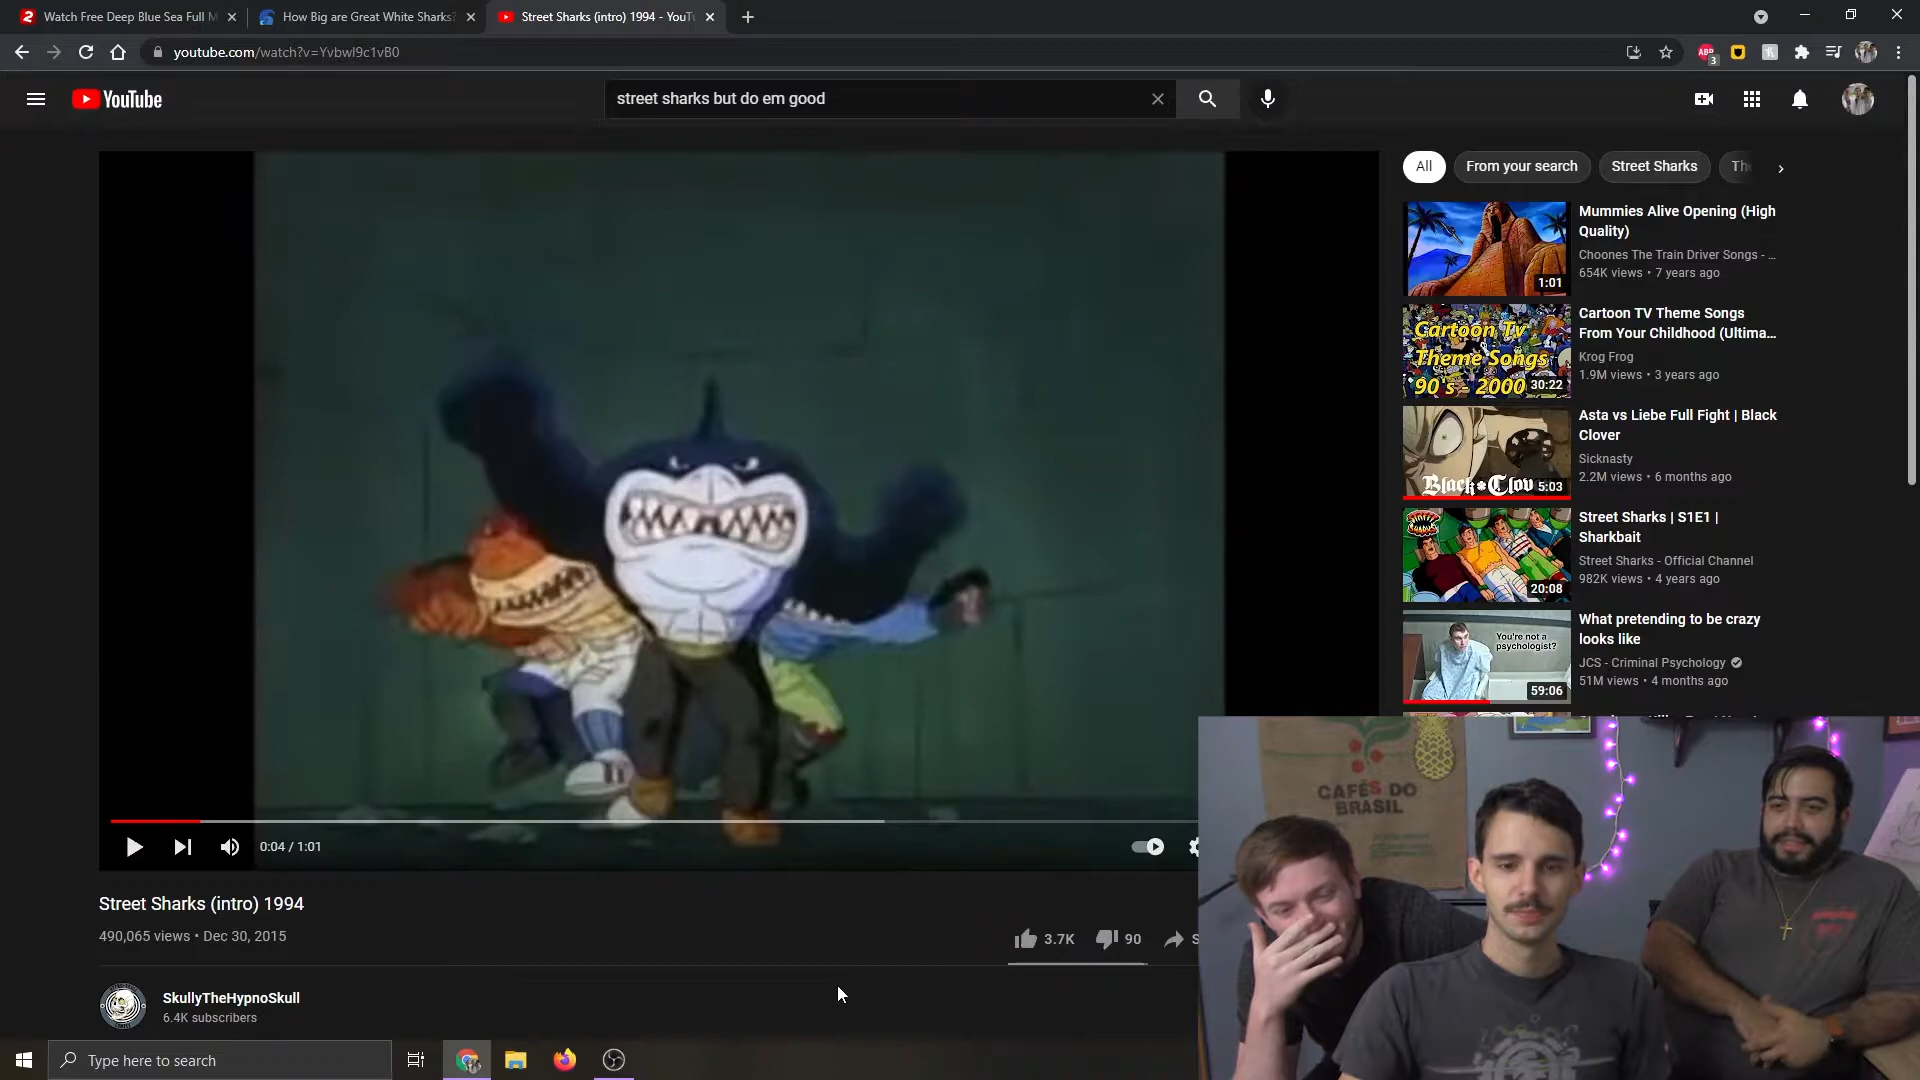 Watch Free Deep Blue Sea Full M
How Big are Great White Sharks?
Street Sharks (intro) 1994 - YouTu
youtube.com/watch?v=Yvbwl9c1vB0
ABP
3
YouTube
street sharks but do em good
All
From your search
Street Sharks
The
Mummies Alive Opening (High
Quality)
Choones The Train Driver Songs - ...
654K views • 7 years ago
1:01
Cartoon Tv
Theme Songs
90's - 2000
30:22
Cartoon TV Theme Songs
From Your Childhood (Ultima...
Krog Frog
1.9M views • 3 years ago
Black Clov
5:03
Asta vs Liebe Full Fight | Black
Clover
Sicknasty
2.2M views • 6 months ago
20:08
Street Sharks | S1E1 |
Sharkbait
Street Sharks - Official Channel
982K views • 4 years ago
You're not a
psychologist?
59:06
What pretending to be crazy
looks like
JCS - Criminal Psychology
51M views • 4 months ago
0:04 / 1:01
Street Sharks (intro) 1994
490,065 views • Dec 30, 2015
3.7K
90
S
SkullyTheHypnoSkull
6.4K subscribers
CAFÉS DO
BRASIL
Type here to search